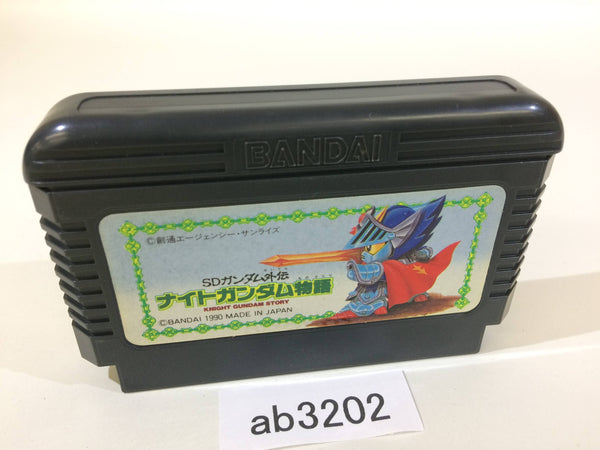 BANDAI
©創通エージェンシー・サンライズ
SDガンダム外伝
ナイトガンダム物語
KNIGHT GUNDAM STORY
©BANDAI 1990 MADE IN JAPAN
ab3202